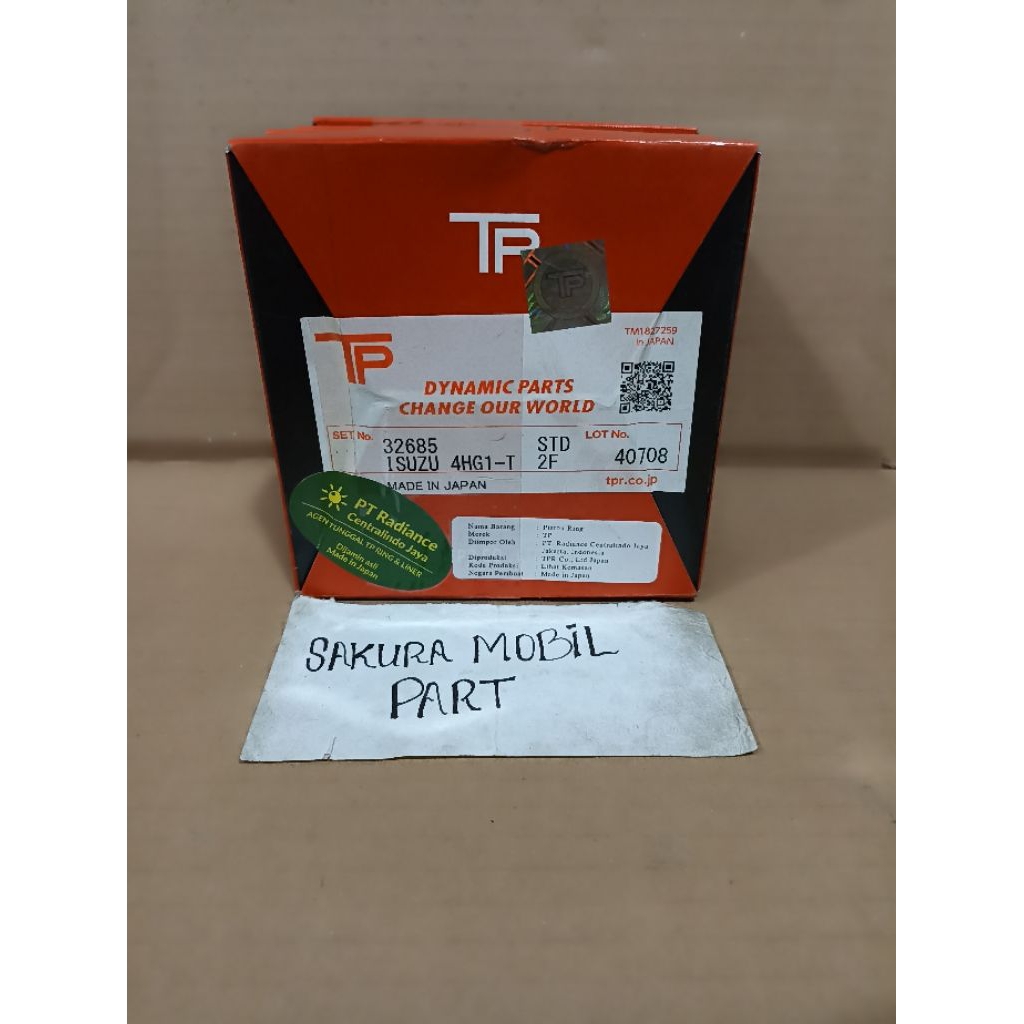 TP
TP
TP
TM1827259
in JAPAN
DYNAMIC PARTS
CHANGE OUR WORLD
SET No. 32685 STD LOT No.
ISUZU 4HG1-T 2F 40708
MADE IN JAPAN tpr.co.jp
PT Radiance
Centralindo Jaya
AGEN TUNGGAL TP RING & LINER
Dijamin asli
Made in Japan
Nama Barang : Ring
Merek : TP
Diimpor Oleh : PT. Radiance Centralindo Jaya
Jakarta, Indonesia
Diproduksi : TPR Co., Ltd Japan
Kode Produksi : Lihat Kemasan
Negara Pembuat : Made in Japan
SAKURA MOBIL
PART